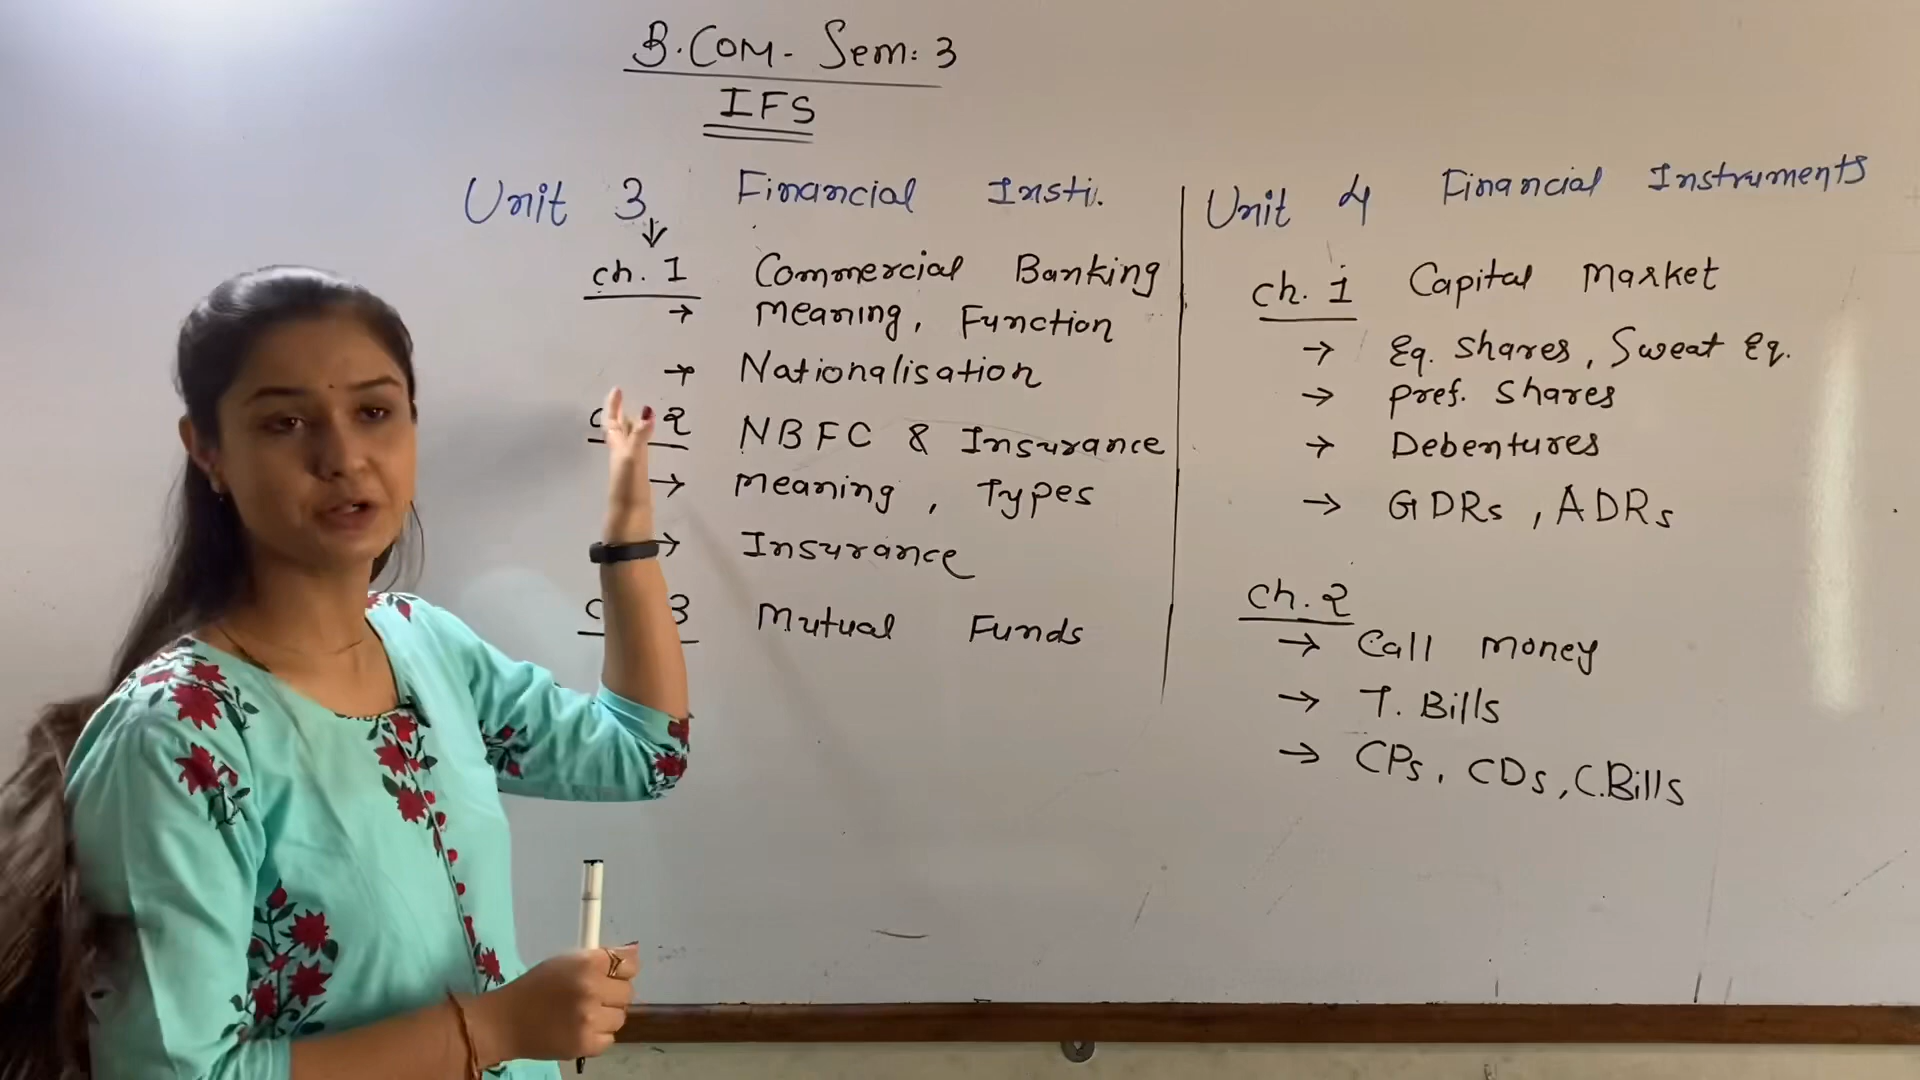 B.COM- Sem: 3
IFS
Unit 3 Financial Insti.
ch. 1 Commercial Banking
→ Meaning, Function
→ Nationalisation
2 NBFC & Insurance
→ Meaning, Types
→ Insurance
3 Mutual Funds
Unit 4 Financial Instruments
ch. 1 Capital Market
→ Eq. Shares, Sweat Eq.
→ Pref. Shares
→ Debentures
→ GDRs, ADRs
ch. 2
→ Call Money
→ T. Bills
→ CPs, CDs, C.Bills